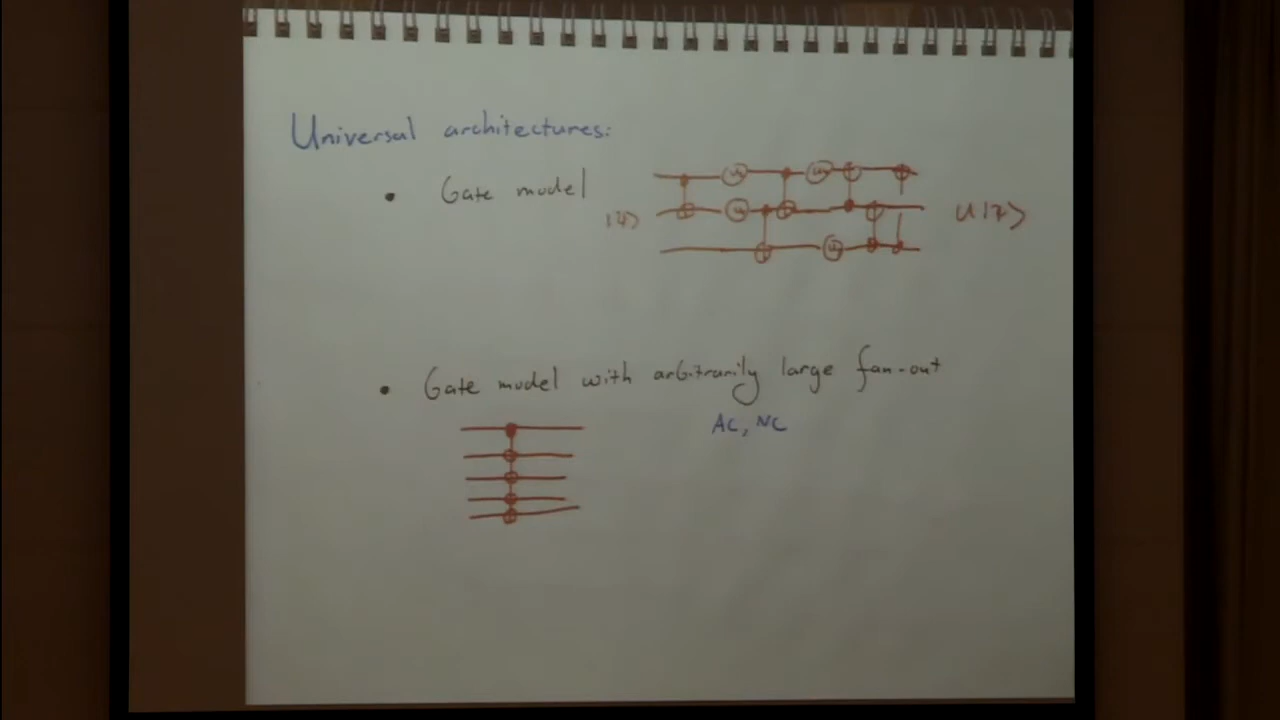 Universal architectures:
• Gate model
|ψ> U|ψ>
• Gate model with arbitrarily large fan-out
AC, NC